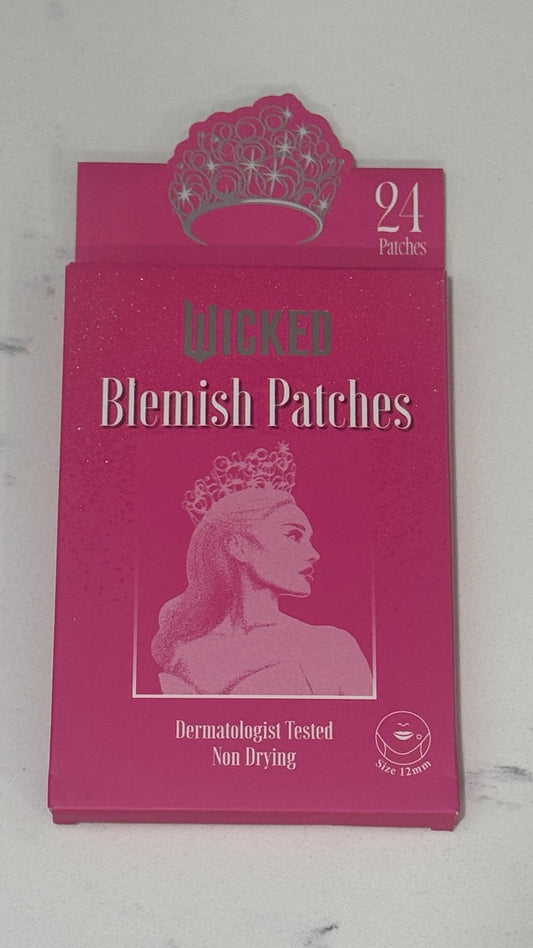 24
Patches
WICKED
Blemish Patches
Dermatologist Tested
Non Drying
Size 12mm